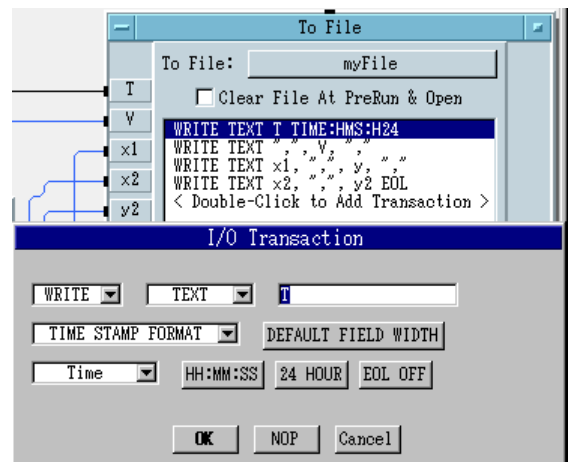 To File
To File: myFile
T
Clear File At PreRun & Open
V
WRITE TEXT T TIME:HMS:H24
WRITE TEXT ",", V, ","
x1
WRITE TEXT x1, ",", y, ","
x2
WRITE TEXT x2, ",", y2 EOL
< Double-Click to Add Transaction >
y2
I/O Transaction
WRITE TEXT T
TIME STAMP FORMAT DEFAULT FIELD WIDTH
Time HH:MM:SS 24 HOUR EOL OFF
OK NOP Cancel